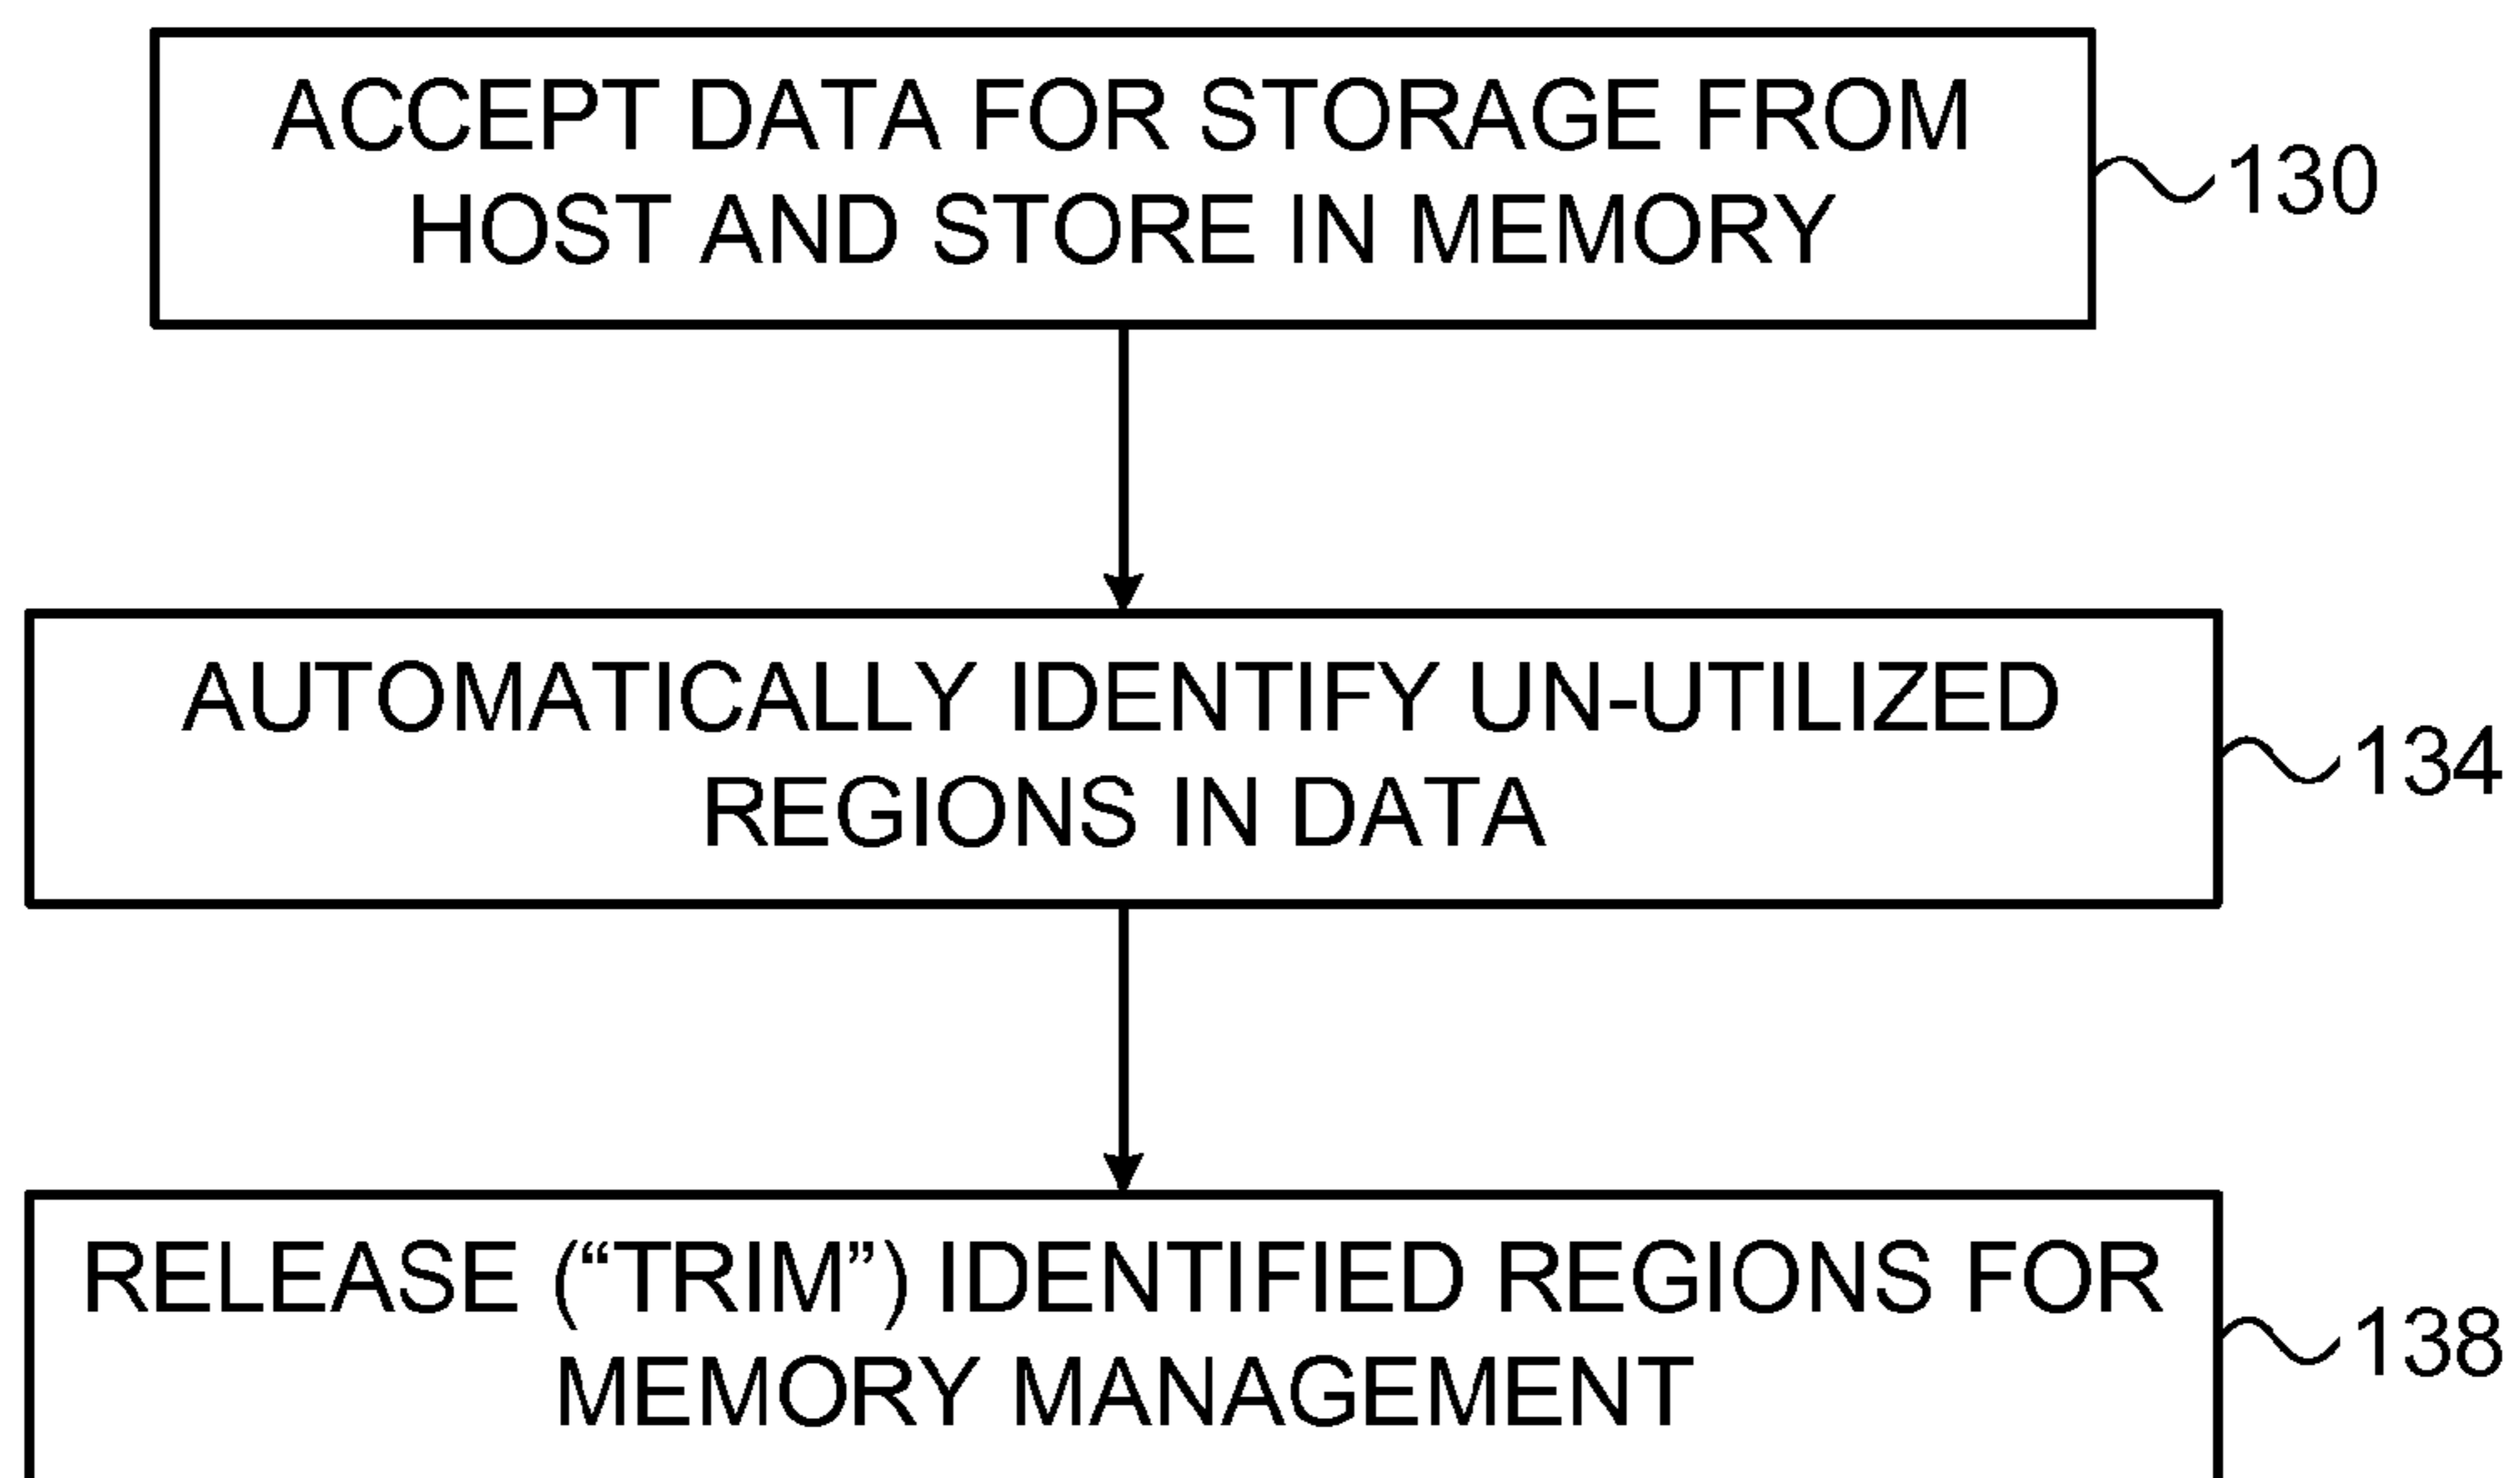 ACCEPT DATA FOR STORAGE FROM
HOST AND STORE IN MEMORY
130
AUTOMATICALLY IDENTIFY UN-UTILIZED
REGIONS IN DATA
134
RELEASE (“TRIM”) IDENTIFIED REGIONS FOR
MEMORY MANAGEMENT
138